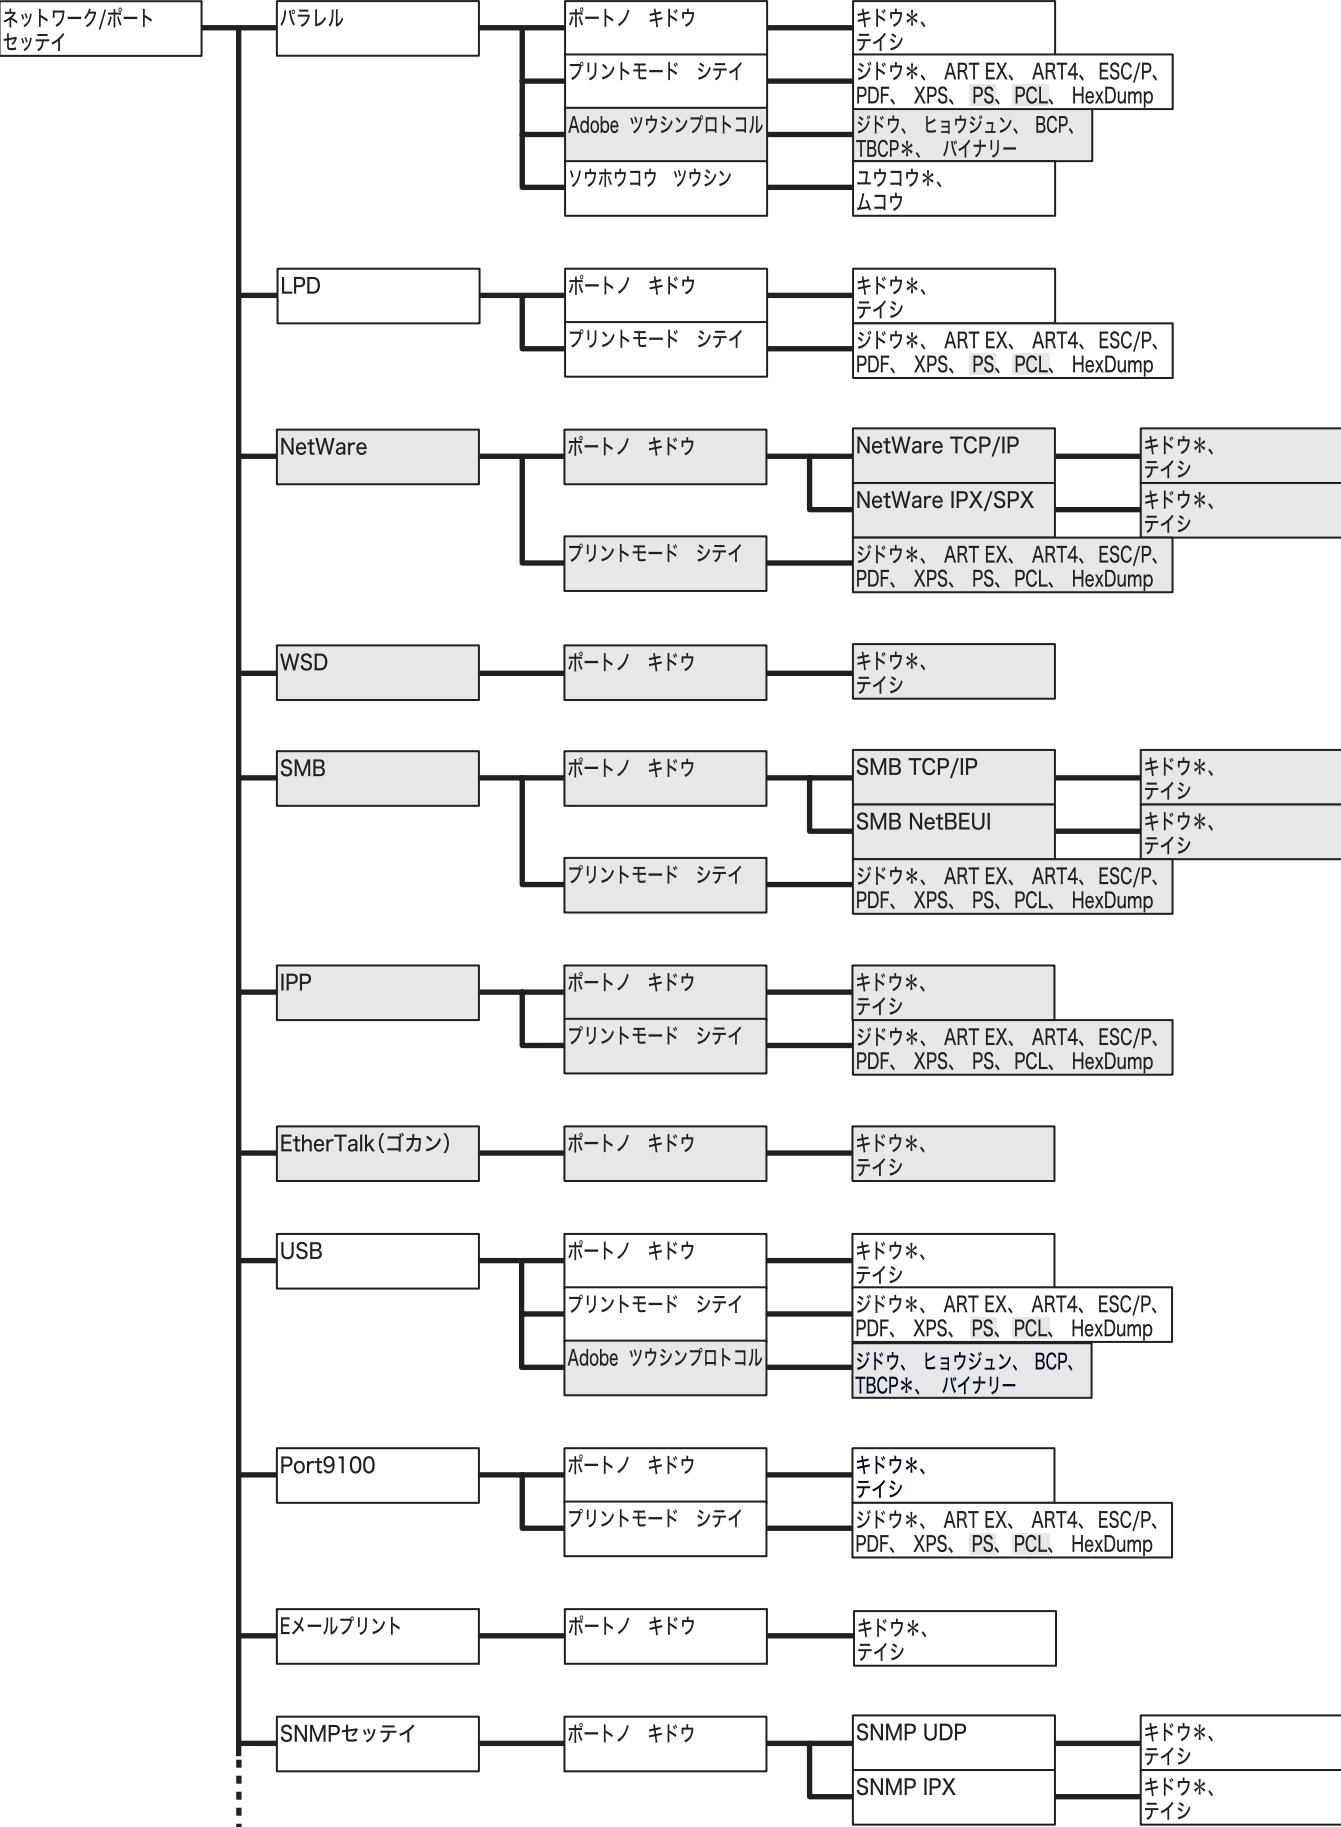 ネットワーク/ポート
セッテイ
パラレル
ポートノ キドウ
キドウ＊、
テイシ
プリントモード シテイ
ジドウ＊、 ART EX、 ART4、 ESC/P、
PDF、 XPS、 PS、 PCL、 HexDump
Adobe ツウシンプロトコル
ジドウ、 ヒョウジュン、 BCP、
TBCP＊、 バイナリー
ソウホウコウ ツウシン
ユウコウ＊、
ムコウ
LPD
ポートノ キドウ
キドウ＊、
テイシ
プリントモード シテイ
ジドウ＊、 ART EX、 ART4、 ESC/P、
PDF、 XPS、 PS、 PCL、 HexDump
NetWare
ポートノ キドウ
NetWare TCP/IP
キドウ＊、
テイシ
NetWare IPX/SPX
キドウ＊、
テイシ
プリントモード シテイ
ジドウ＊、 ART EX、 ART4、 ESC/P、
PDF、 XPS、 PS、 PCL、 HexDump
WSD
ポートノ キドウ
キドウ＊、
テイシ
SMB
ポートノ キドウ
SMB TCP/IP
キドウ＊、
テイシ
SMB NetBEUI
キドウ＊、
テイシ
プリントモード シテイ
ジドウ＊、 ART EX、 ART4、 ESC/P、
PDF、 XPS、 PS、 PCL、 HexDump
IPP
ポートノ キドウ
キドウ＊、
テイシ
プリントモード シテイ
ジドウ＊、 ART EX、 ART4、 ESC/P、
PDF、 XPS、 PS、 PCL、 HexDump
EtherTalk（ゴカン）
ポートノ キドウ
キドウ＊、
テイシ
USB
ポートノ キドウ
キドウ＊、
テイシ
プリントモード シテイ
ジドウ＊、 ART EX、 ART4、 ESC/P、
PDF、 XPS、 PS、 PCL、 HexDump
Adobe ツウシンプロトコル
ジドウ、 ヒョウジュン、 BCP、
TBCP＊、 バイナリー
Port9100
ポートノ キドウ
キドウ＊、
テイシ
プリントモード シテイ
ジドウ＊、 ART EX、 ART4、 ESC/P、
PDF、 XPS、 PS、 PCL、 HexDump
Eメールプリント
ポートノ キドウ
キドウ＊、
テイシ
SNMPセッテイ
ポートノ キドウ
SNMP UDP
キドウ＊、
テイシ
SNMP IPX
キドウ＊、
テイシ